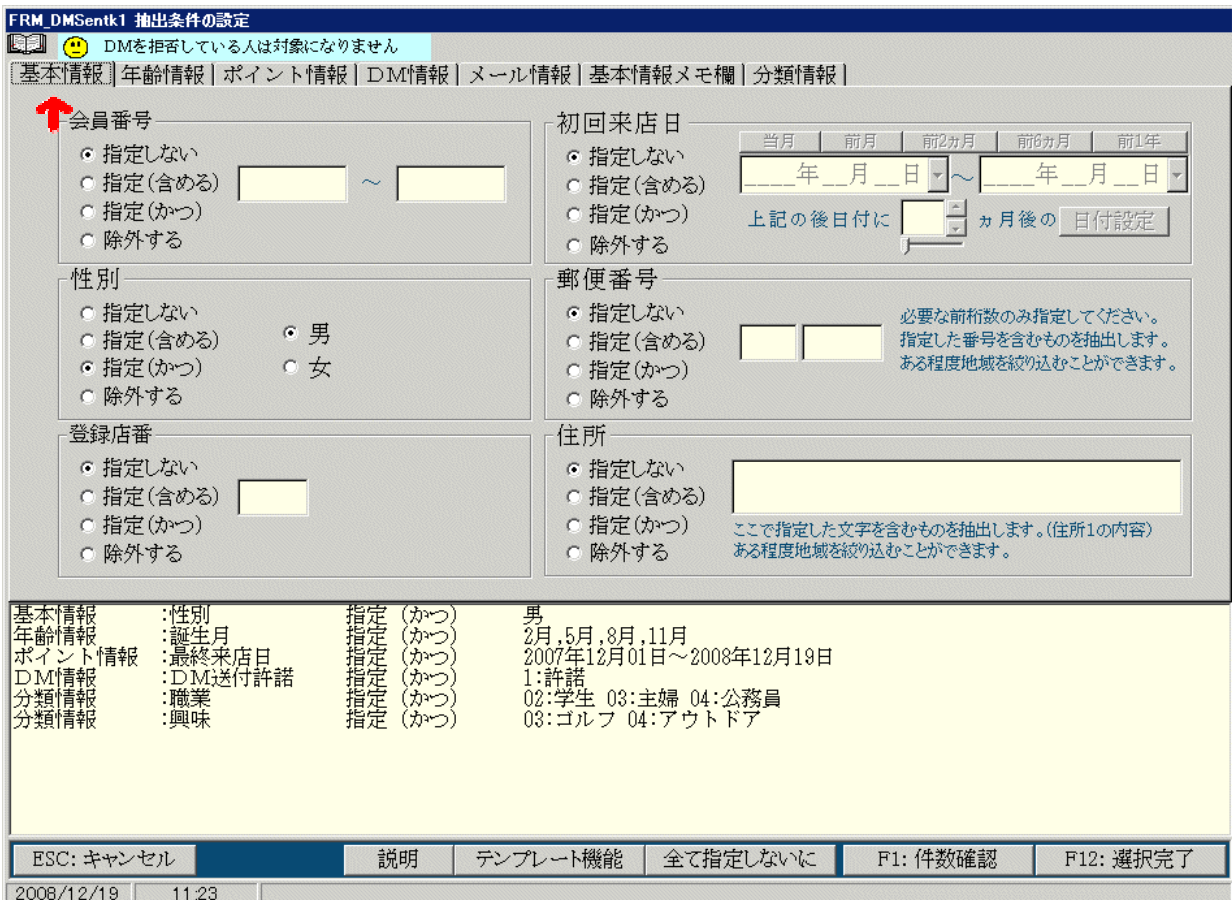 FRM_DMSentk1 抽出条件の設定
DMを拒否している人は対象になりません
基本情報 年齢情報 ポイント情報 DM情報 メール情報 基本情報メモ欄 分類情報
会員番号
指定しない
指定(含める) ～
指定(かつ)
除外する
性別
指定しない
指定(含める)
指定(かつ)
除外する
男
女
登録店番
指定しない
指定(含める)
指定(かつ)
除外する
初回来店日
当月 前月 前2ヵ月 前6ヵ月 前1年
指定しない
指定(含める)
指定(かつ)
除外する
____年__月__日～____年__月__日
上記の後日付に ヵ月後の 日付設定
郵便番号
指定しない
指定(含める)
指定(かつ)
除外する
必要な前桁数のみ指定してください。
指定した番号を含むものを抽出します。
ある程度地域を絞り込むことができます。
住所
指定しない
指定(含める)
指定(かつ)
除外する
ここで指定した文字を含むものを抽出します。(住所1の内容)
ある程度地域を絞り込むことができます。
基本情報 :性別 指定 (かつ) 男
年齢情報 :誕生月 指定 (かつ) 2月,5月,8月,11月
ポイント情報 :最終来店日 指定 (かつ) 2007年12月01日～2008年12月19日
DM情報 :DM送付許諾 指定 (かつ) 1:許諾
分類情報 :職業 指定 (かつ) 02:学生 03:主婦 04:公務員
分類情報 :興味 指定 (かつ) 03:ゴルフ 04:アウトドア
ESC: キャンセル 説明 テンプレート機能 全て指定しないに F1: 件数確認 F12: 選択完了
2008/12/19 11:23